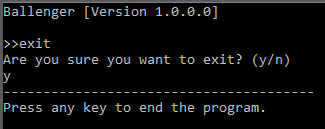 Ballenger [Version 1.0.0.0]
>>exit
Are you sure you want to exit? (y/n)
y
---------------------------------------
Press any key to end the program.